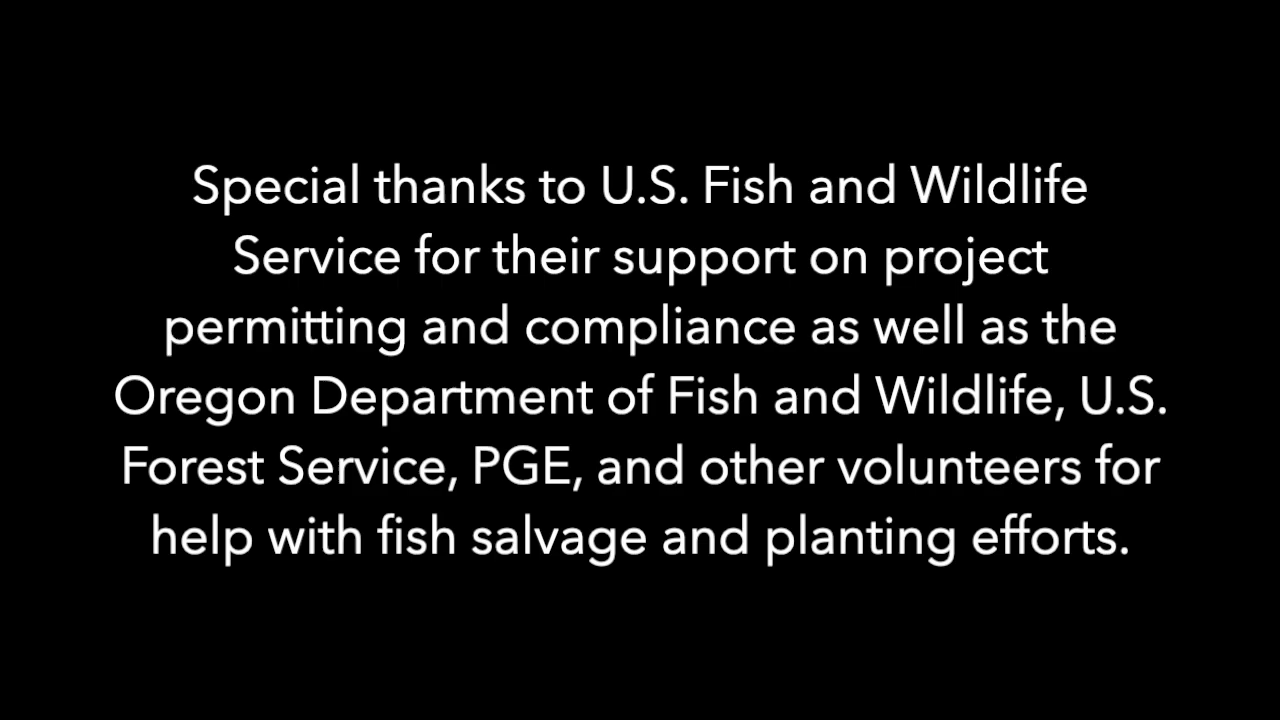 Special thanks to U.S. Fish and Wildlife
Service for their support on project
permitting and compliance as well as the
Oregon Department of Fish and Wildlife, U.S.
Forest Service, PGE, and other volunteers for
help with fish salvage and planting efforts.